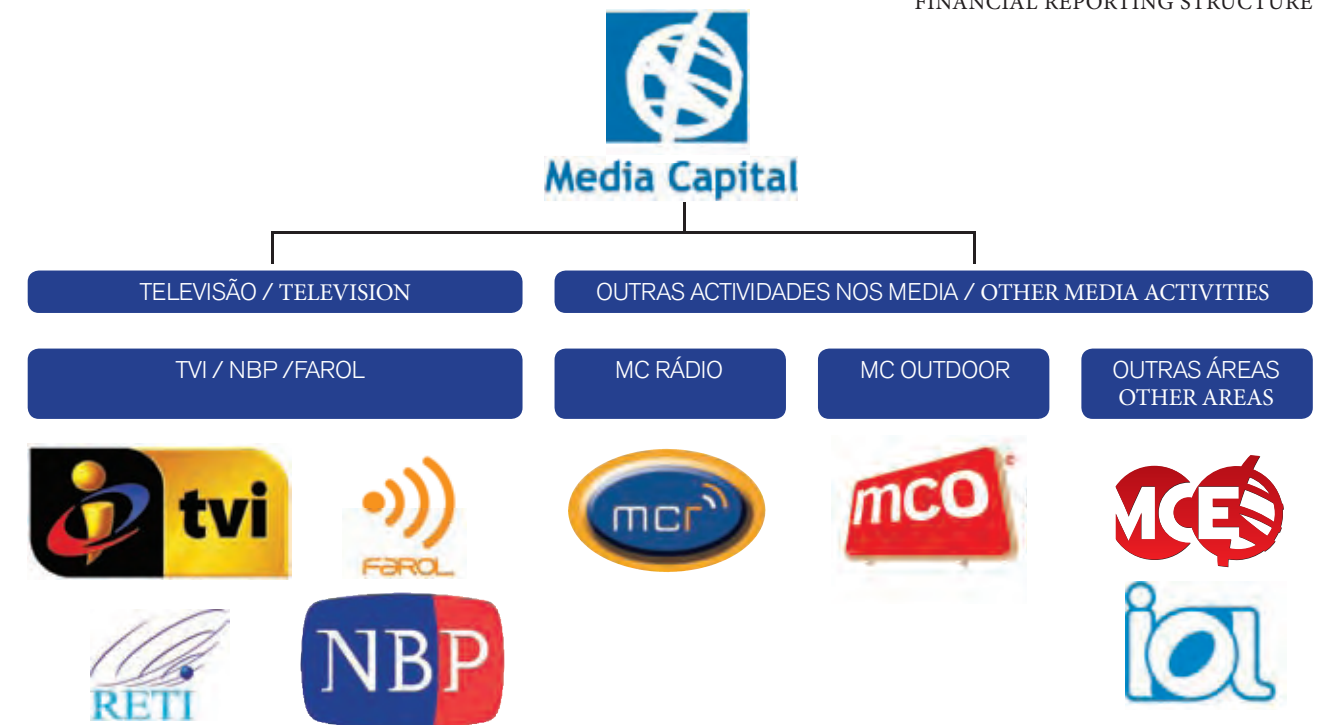 FINANCIAL REPORTING STRUCTURE
Media Capital
TELEVISÃO / TELEVISION
OUTRAS ACTIVIDADES NOS MEDIA / OTHER MEDIA ACTIVITIES
TVI / NBP /FAROL
MC RÁDIO
MC OUTDOOR
OUTRAS ÁREAS
OTHER AREAS
tvi
FAROL
mcr
mco
MCE
RETI
NBP
iol